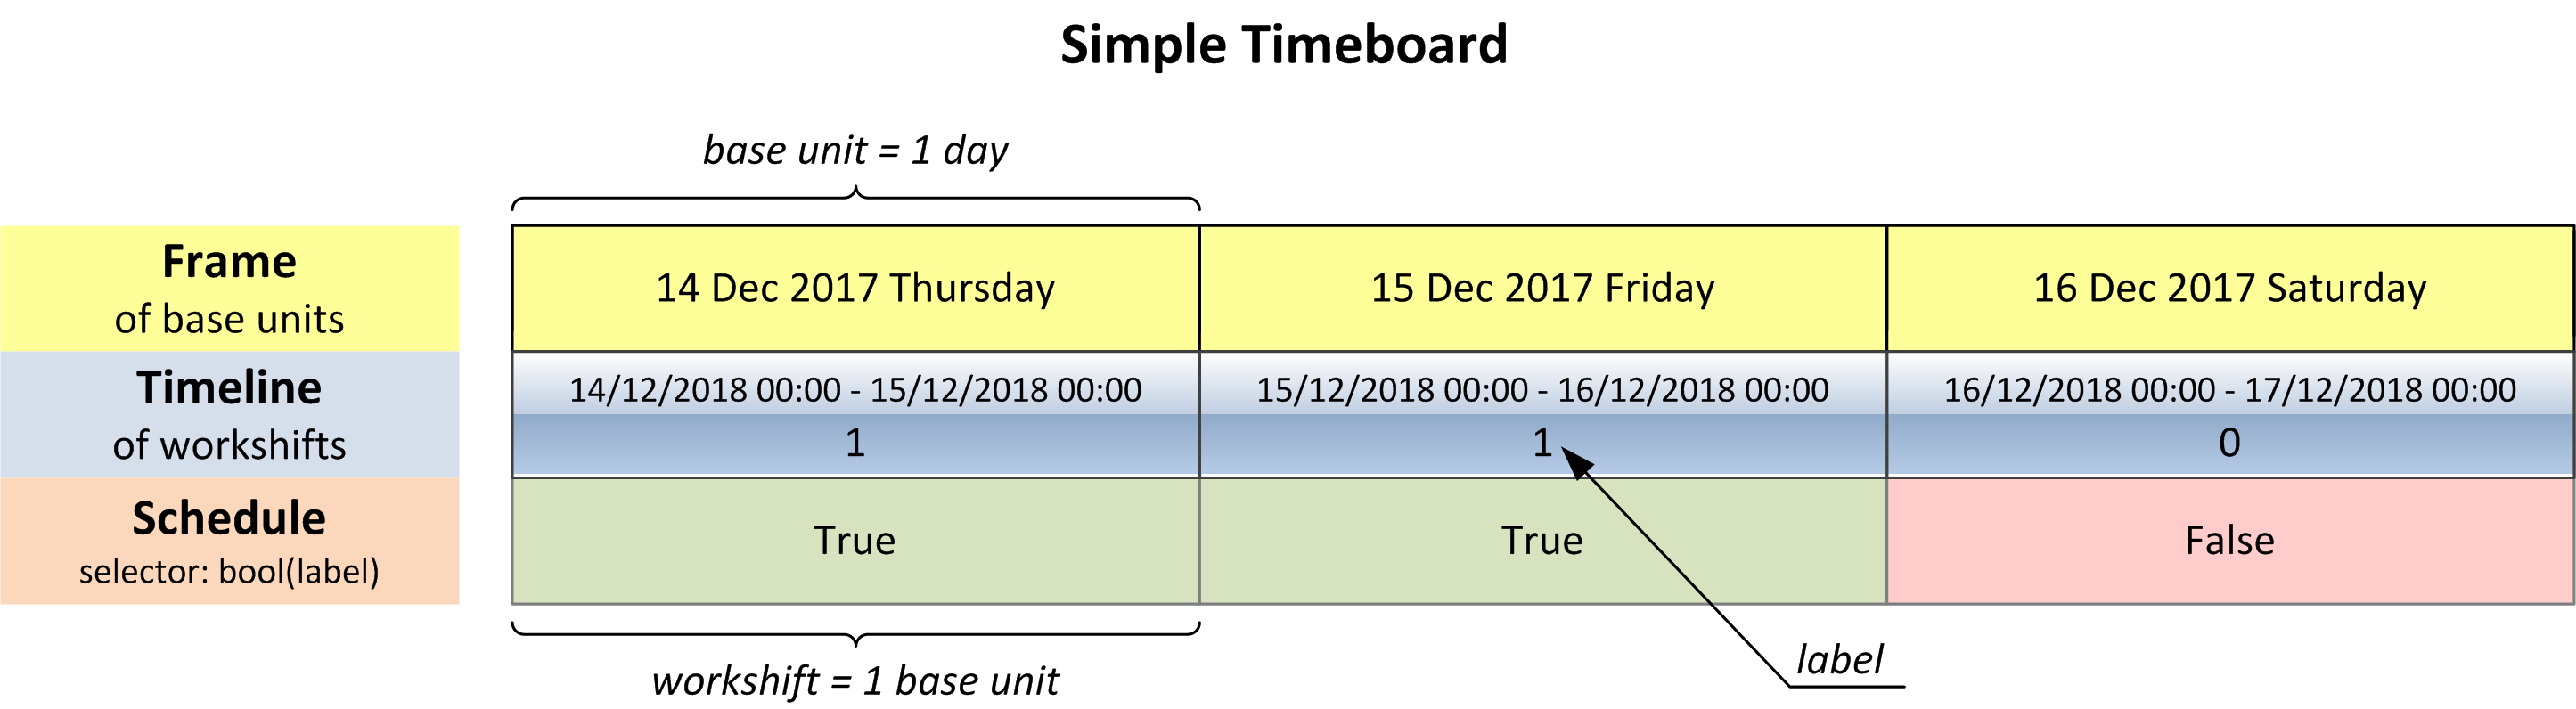 Simple Timeboard
base unit = 1 day
Frame
of base units
14 Dec 2017 Thursday
15 Dec 2017 Friday
16 Dec 2017 Saturday
Timeline
of workshifts
14/12/2018 00:00 - 15/12/2018 00:00
15/12/2018 00:00 - 16/12/2018 00:00
16/12/2018 00:00 - 17/12/2018 00:00
1
1
0
Schedule
selector: bool(label)
True
True
False
workshift = 1 base unit
label